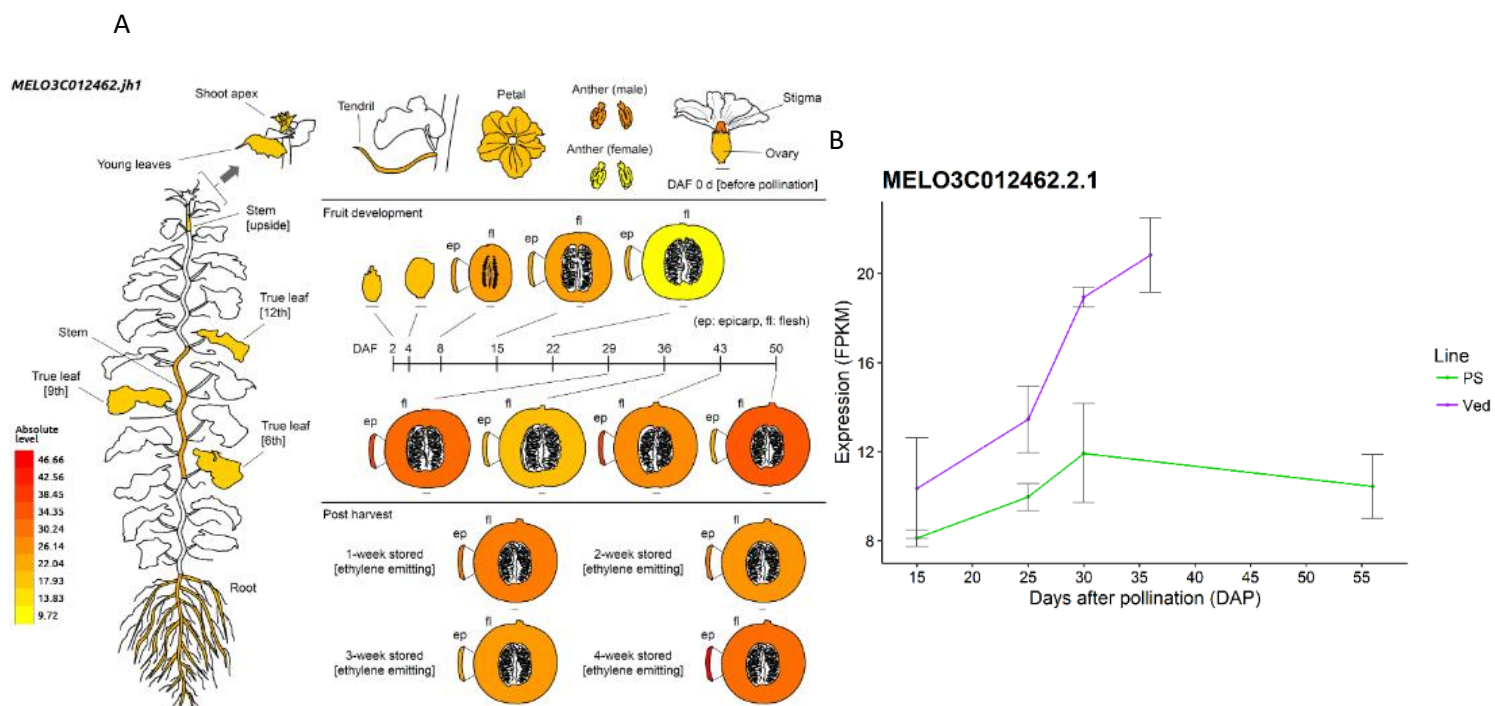 A
MELO3C012462.jh1
Shoot apex
Young leaves
Stem
[upside]
True leaf
[12th]
Stem
True leaf
[9th]
True leaf
[6th]
Root
Absolute
level
46.66
42.56
38.45
34.35
30.24
26.14
22.04
17.93
13.83
9.72
Tendril
Petal
Anther (male)
Anther (female)
Stigma
Ovary
DAF 0 d [before pollination]
Fruit development
ep
fl
ep
fl
ep
fl
(ep: epicarp, fl: flesh)
DAF 2 4 8 15 22 29 36 43 50
ep
fl
ep
fl
ep
fl
ep
fl
Post harvest
1-week stored
[ethylene emitting]
ep
fl
2-week stored
[ethylene emitting]
ep
fl
3-week stored
[ethylene emitting]
ep
fl
4-week stored
[ethylene emitting]
ep
fl
B
MELO3C012462.2.1
Expression (FPKM)
20
16
12
8
15 20 25 30 35 40 45 50 55
Days after pollination (DAP)
Line
PS
Ved